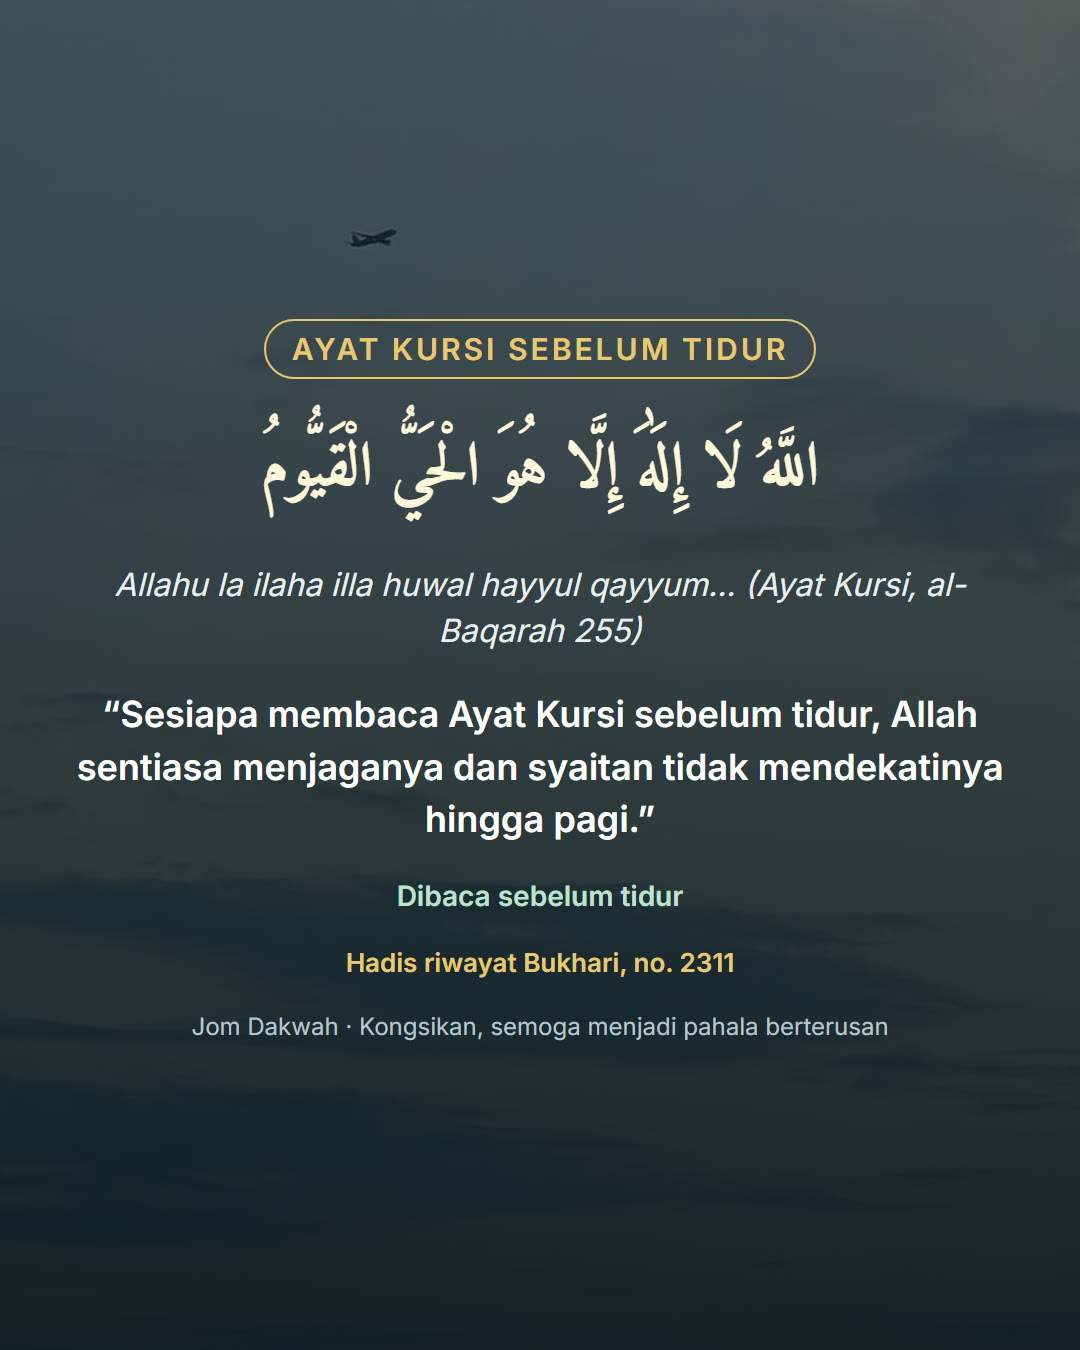 AYAT KURSI SEBELUM TIDUR
اللَّهُ لَا إِلَٰهَ إِلَّا هُوَ الْحَيُّ الْقَيُّومُ
Allahu la ilaha illa huwal hayyul qayyum... (Ayat Kursi, al-
Baqarah 255)
“Sesiapa membaca Ayat Kursi sebelum tidur, Allah
sentiasa menjaganya dan syaitan tidak mendekatinya
hingga pagi.”
Dibaca sebelum tidur
Hadis riwayat Bukhari, no. 2311
Jom Dakwah · Kongsikan, semoga menjadi pahala berterusan